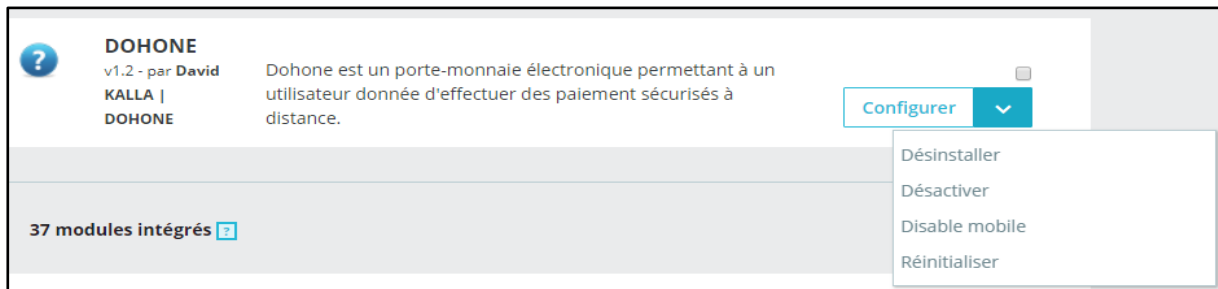 DOHONE
v1.2 - par David
KALLA |
DOHONE
Dohone est un porte-monnaie électronique permettant à un
utilisateur donnée d'effectuer des paiement sécurisés à
distance.
Configurer
Désinstaller
Désactiver
Disable mobile
Réinitialiser
37 modules intégrés ?